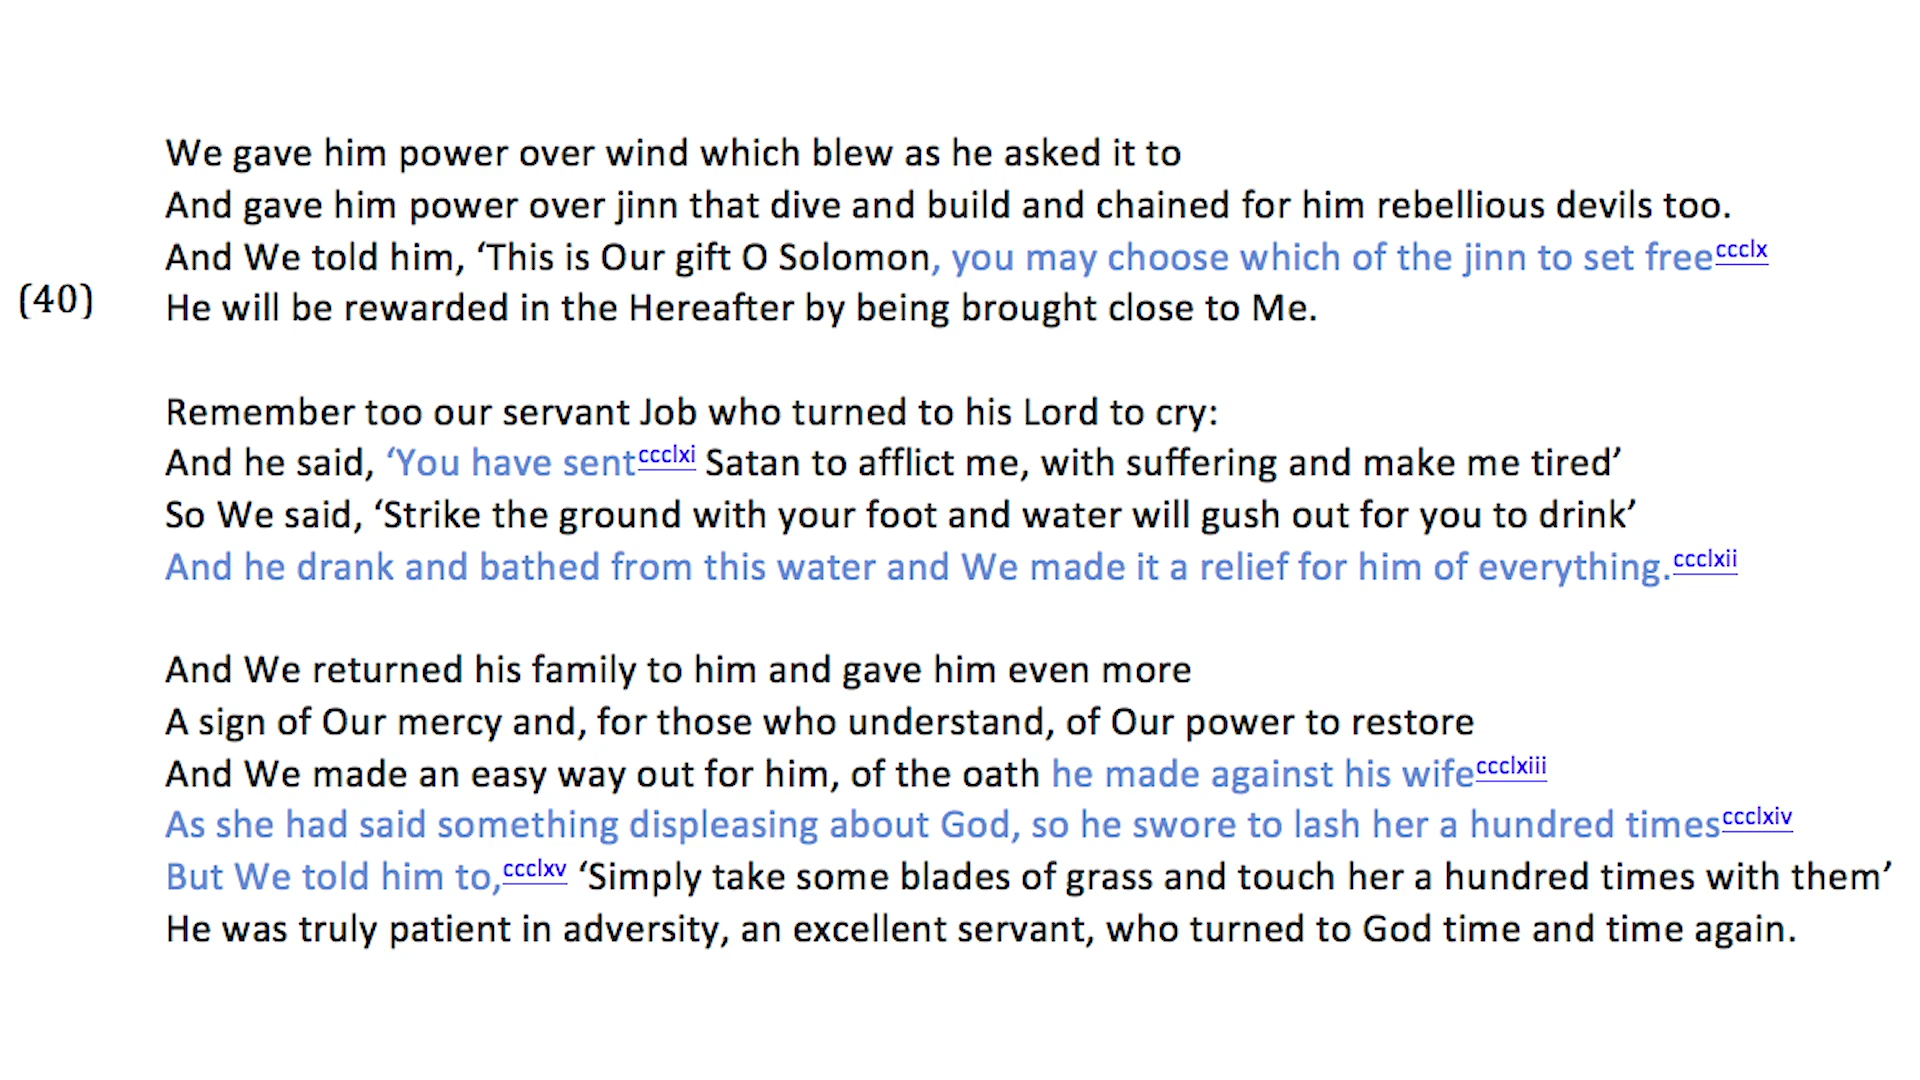 We gave him power over wind which blew as he asked it to
And gave him power over jinn that dive and build and chained for him rebellious devils too.
And We told him, ‘This is Our gift O Solomon, you may choose which of the jinn to set freeccclx
(40) He will be rewarded in the Hereafter by being brought close to Me.
Remember too our servant Job who turned to his Lord to cry:
And he said, ‘You have sentccclxi Satan to afflict me, with suffering and make me tired’
So We said, ‘Strike the ground with your foot and water will gush out for you to drink’
And he drank and bathed from this water and We made it a relief for him of everything.ccclxii
And We returned his family to him and gave him even more
A sign of Our mercy and, for those who understand, of Our power to restore
And We made an easy way out for him, of the oath he made against his wifeccclxiii
As she had said something displeasing about God, so he swore to lash her a hundred timesccclxiv
But We told him to,ccclxv ‘Simply take some blades of grass and touch her a hundred times with them’
He was truly patient in adversity, an excellent servant, who turned to God time and time again.